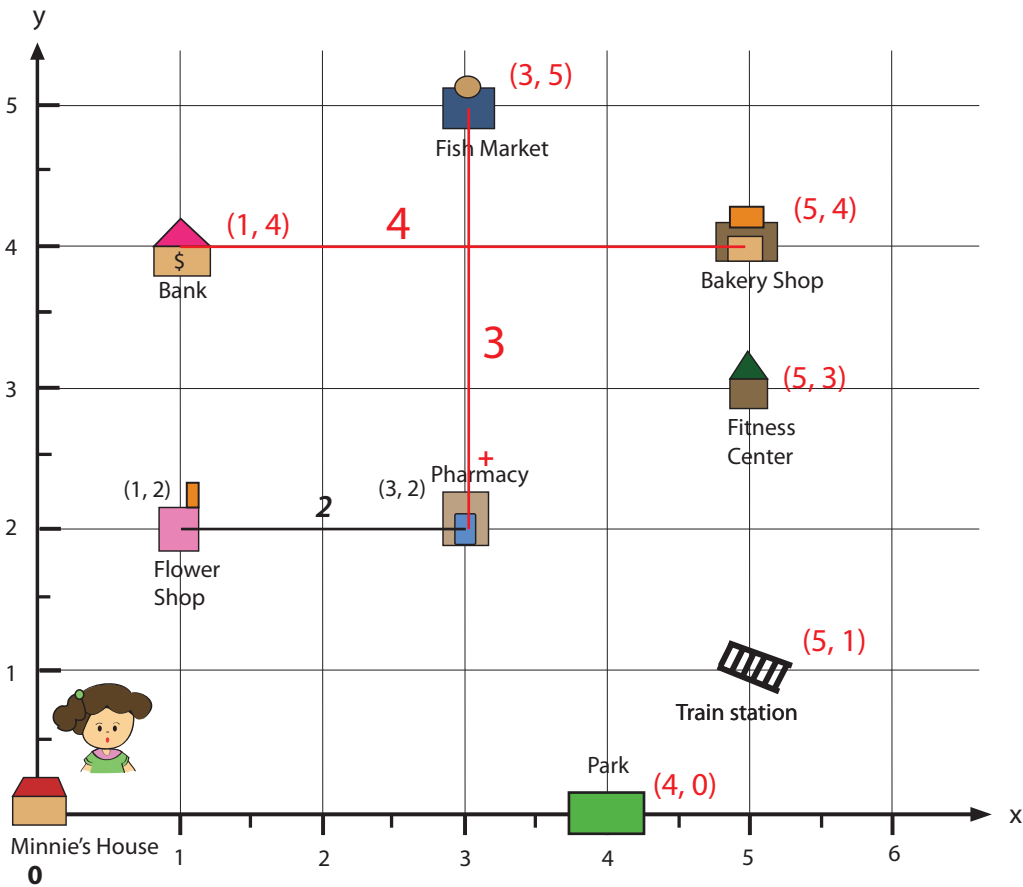 y
(3, 5)
5
Fish Market
(1, 4)
4
(5, 4)
4
$
Bank
Bakery Shop
3
3
(5, 3)
Fitness
Center
+
Pharmacy
(1, 2)
2
(3, 2)
2
Flower
Shop
1
(5, 1)
Train station
Park
(4, 0)
x
Minnie's House
0
1
2
3
4
5
6